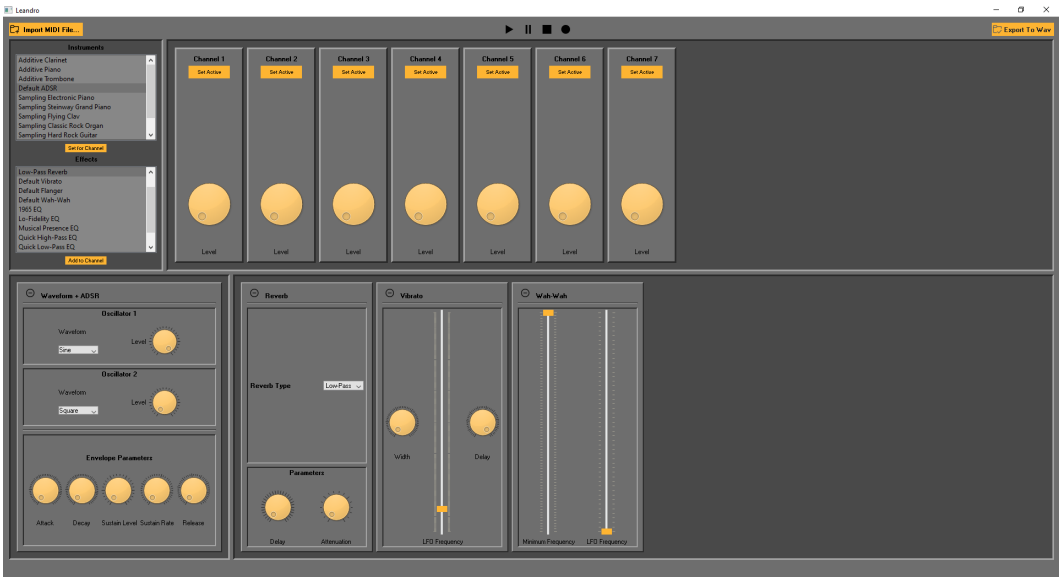 Leandro
Import MIDI File...
Export To Wav
Instruments
Additive Clarinet
Additive Piano
Additive Trombone
Default ADSR
Sampling Electronic Piano
Sampling Steinway Grand Piano
Sampling Flying Clav
Sampling Classic Rock Organ
Sampling Hard Rock Guitar
Set for Channel
Effects
Low-Pass Reverb
Default Vibrato
Default Flanger
Default Wah-Wah
1965 EQ
Lo-Fidelity EQ
Musical Presence EQ
Quick High-Pass EQ
Quick Low-Pass EQ
Add to Channel
Channel 1
Set Active
Level
Channel 2
Set Active
Level
Channel 3
Set Active
Level
Channel 4
Set Active
Level
Channel 5
Set Active
Level
Channel 6
Set Active
Level
Channel 7
Set Active
Level
Waveform + ADSR
Oscillator 1
Waveform
Level
Sine
Oscillator 2
Waveform
Level
Square
Envelope Parameters
Attack Decay Sustain Level Sustain Rate Release
Reverb
Reverb Type Low-Pass
Parameters
Delay Attenuation
Vibrato
Width Delay
LFO Frequency
Wah-Wah
Minimum Frequency LFO Frequency